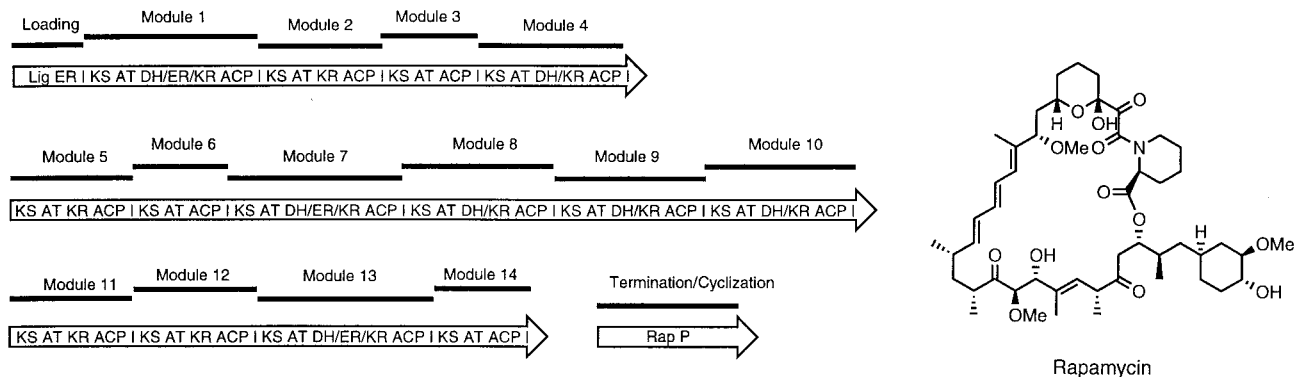 Loading Module 1 Module 2 Module 3 Module 4
Lig ER | KS AT DH/ER/KR ACP | KS AT KR ACP | KS AT ACP | KS AT DH/KR ACP |
Module 5 Module 6 Module 7 Module 8 Module 9 Module 10
KS AT KR ACP | KS AT ACP | KS AT DH/ER/KR ACP | KS AT DH/KR ACP | KS AT DH/KR ACP | KS AT DH/KR ACP |
Module 11 Module 12 Module 13 Module 14 Termination/Cyclization
KS AT KR ACP | KS AT KR ACP | KS AT DH/ER/KR ACP | KS AT ACP | Rap P
O
H OH O
OMe O N
O
O
H OMe
O OH O OH
OMe
Rapamycin